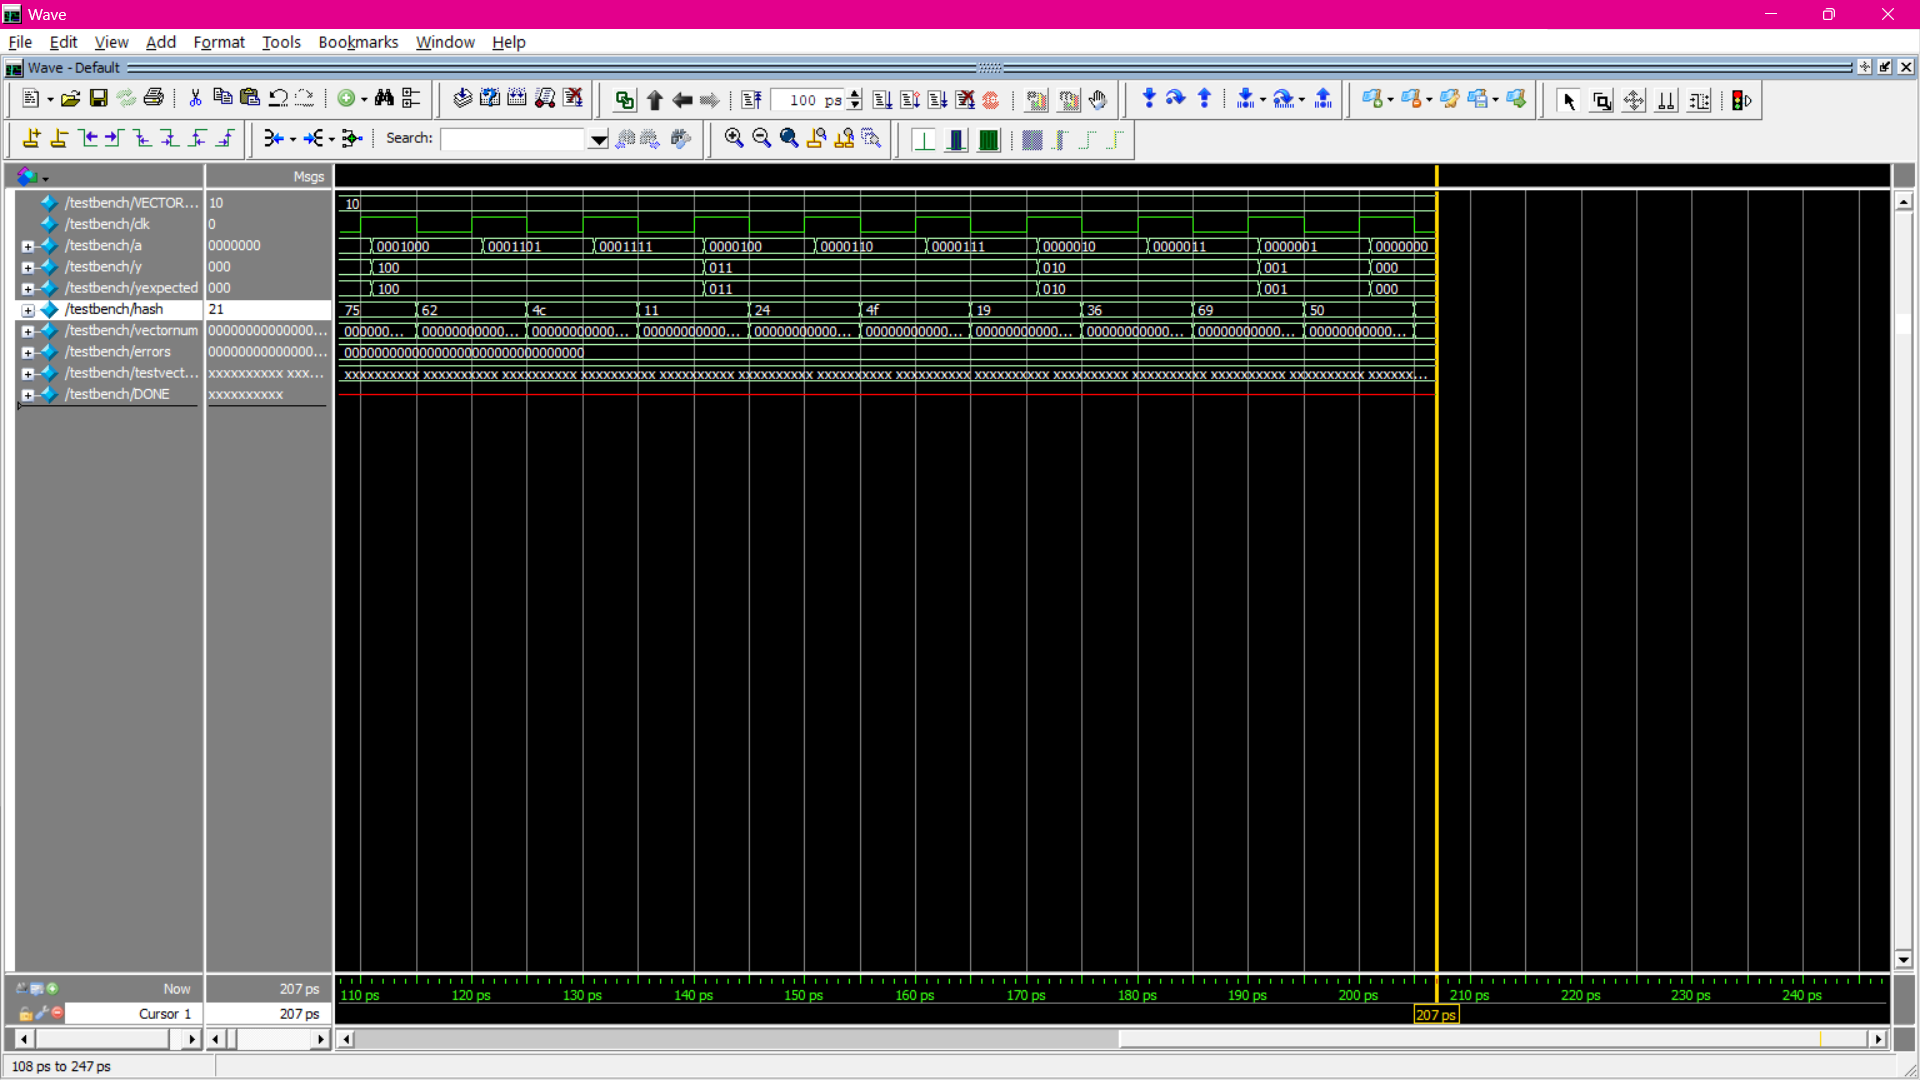 Wave
File Edit View Add Format Tools Bookmarks Window Help
Wave - Default
100 ps
Search:
Msgs
/testbench/VECTOR... 10 10
/testbench/clk 0
/testbench/a 0000000 0001000 0001101 0001111 0000100 0000110 0000111 0000010 0000011 0000001 0000000
/testbench/y 000 100 011 010 001 000
/testbench/yexpected 000 100 011 010 001 000
/testbench/hash 21 75 62 4c 11 24 4f 19 36 69 50
/testbench/vectornum 00000000000000... 000000... 00000000000... 00000000000... 00000000000... 00000000000... 00000000000... 00000000000... 00000000000... 00000000000... 00000000000...
/testbench/errors 00000000000000... 00000000000000000000000000000000
/testbench/testvect... xxxxxxxxxx xxx... xxxxxxxxxx xxxxxxxxxx xxxxxxxxxx xxxxxxxxxx xxxxxxxxxx xxxxxxxxxx xxxxxxxxxx xxxxxxxxxx xxxxxxxxxx xxxxxxxxxx xxxxxxxxxx xxxxxxxxxx xxxxxxxxxx xxxxxx...
/testbench/DONE xxxxxxxxxx
Now 207 ps 110 ps 120 ps 130 ps 140 ps 150 ps 160 ps 170 ps 180 ps 190 ps 200 ps 210 ps 220 ps 230 ps 240 ps
Cursor 1 207 ps 207 ps
108 ps to 247 ps